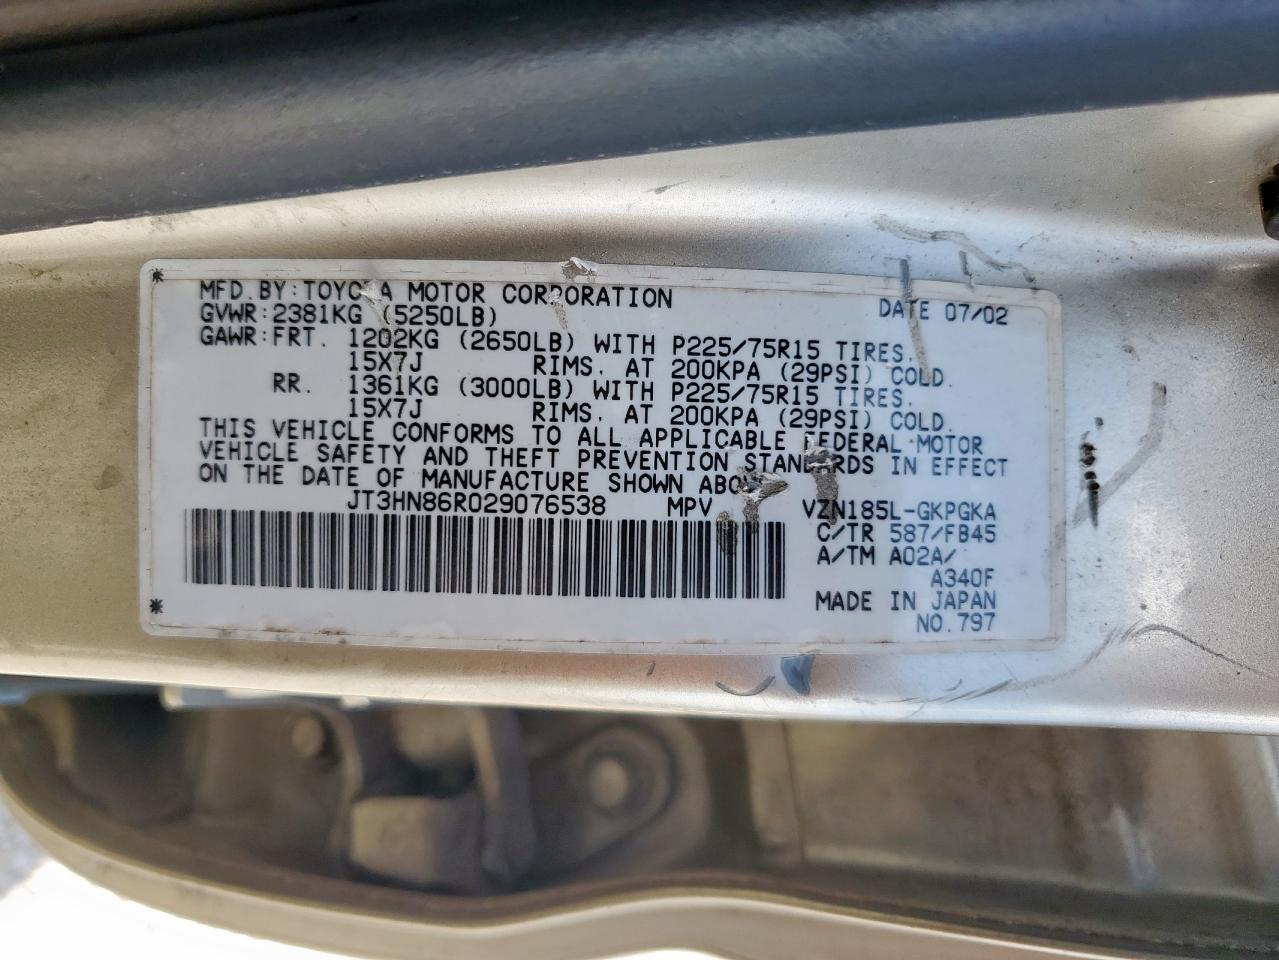 MFD. BY: TOYOTA MOTOR CORPORATION DATE 07/02
GVWR: 2381KG (5250LB)
GAWR: FRT. 1202KG (2650LB) WITH P225/75R15 TIRES.
15X7J RIMS. AT 200KPA (29PSI) COLD.
RR. 1361KG (3000LB) WITH P225/75R15 TIRES.
15X7J RIMS. AT 200KPA (29PSI) COLD.
THIS VEHICLE CONFORMS TO ALL APPLICABLE FEDERAL MOTOR
VEHICLE SAFETY AND THEFT PREVENTION STANDARDS IN EFFECT
ON THE DATE OF MANUFACTURE SHOWN ABOVE.
JT3HN86R029076538 MPV VZN185L-GKPGKA
C/TR 587/FB45
A/TM A02A/
A340F
MADE IN JAPAN
NO. 797